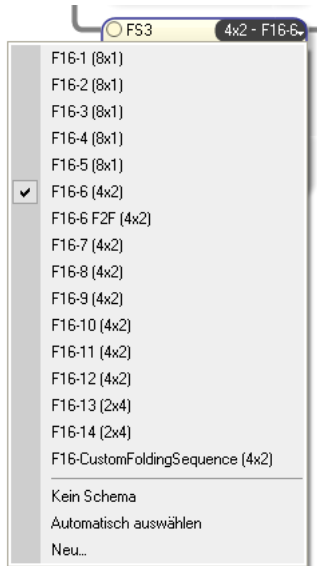 FS3 4x2 - F16-6
F16-1 (8x1)
F16-2 (8x1)
F16-3 (8x1)
F16-4 (8x1)
F16-5 (8x1)
F16-6 (4x2)
F16-6 F2F (4x2)
F16-7 (4x2)
F16-8 (4x2)
F16-9 (4x2)
F16-10 (4x2)
F16-11 (4x2)
F16-12 (4x2)
F16-13 (2x4)
F16-14 (2x4)
F16-CustomFoldingSequence (4x2)
Kein Schema
Automatisch auswählen
Neu...